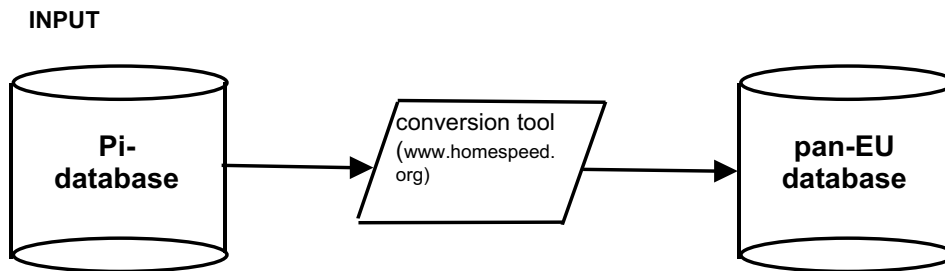 INPUT
Pi-
database
conversion tool
(www.homespeed.
org)
pan-EU
database